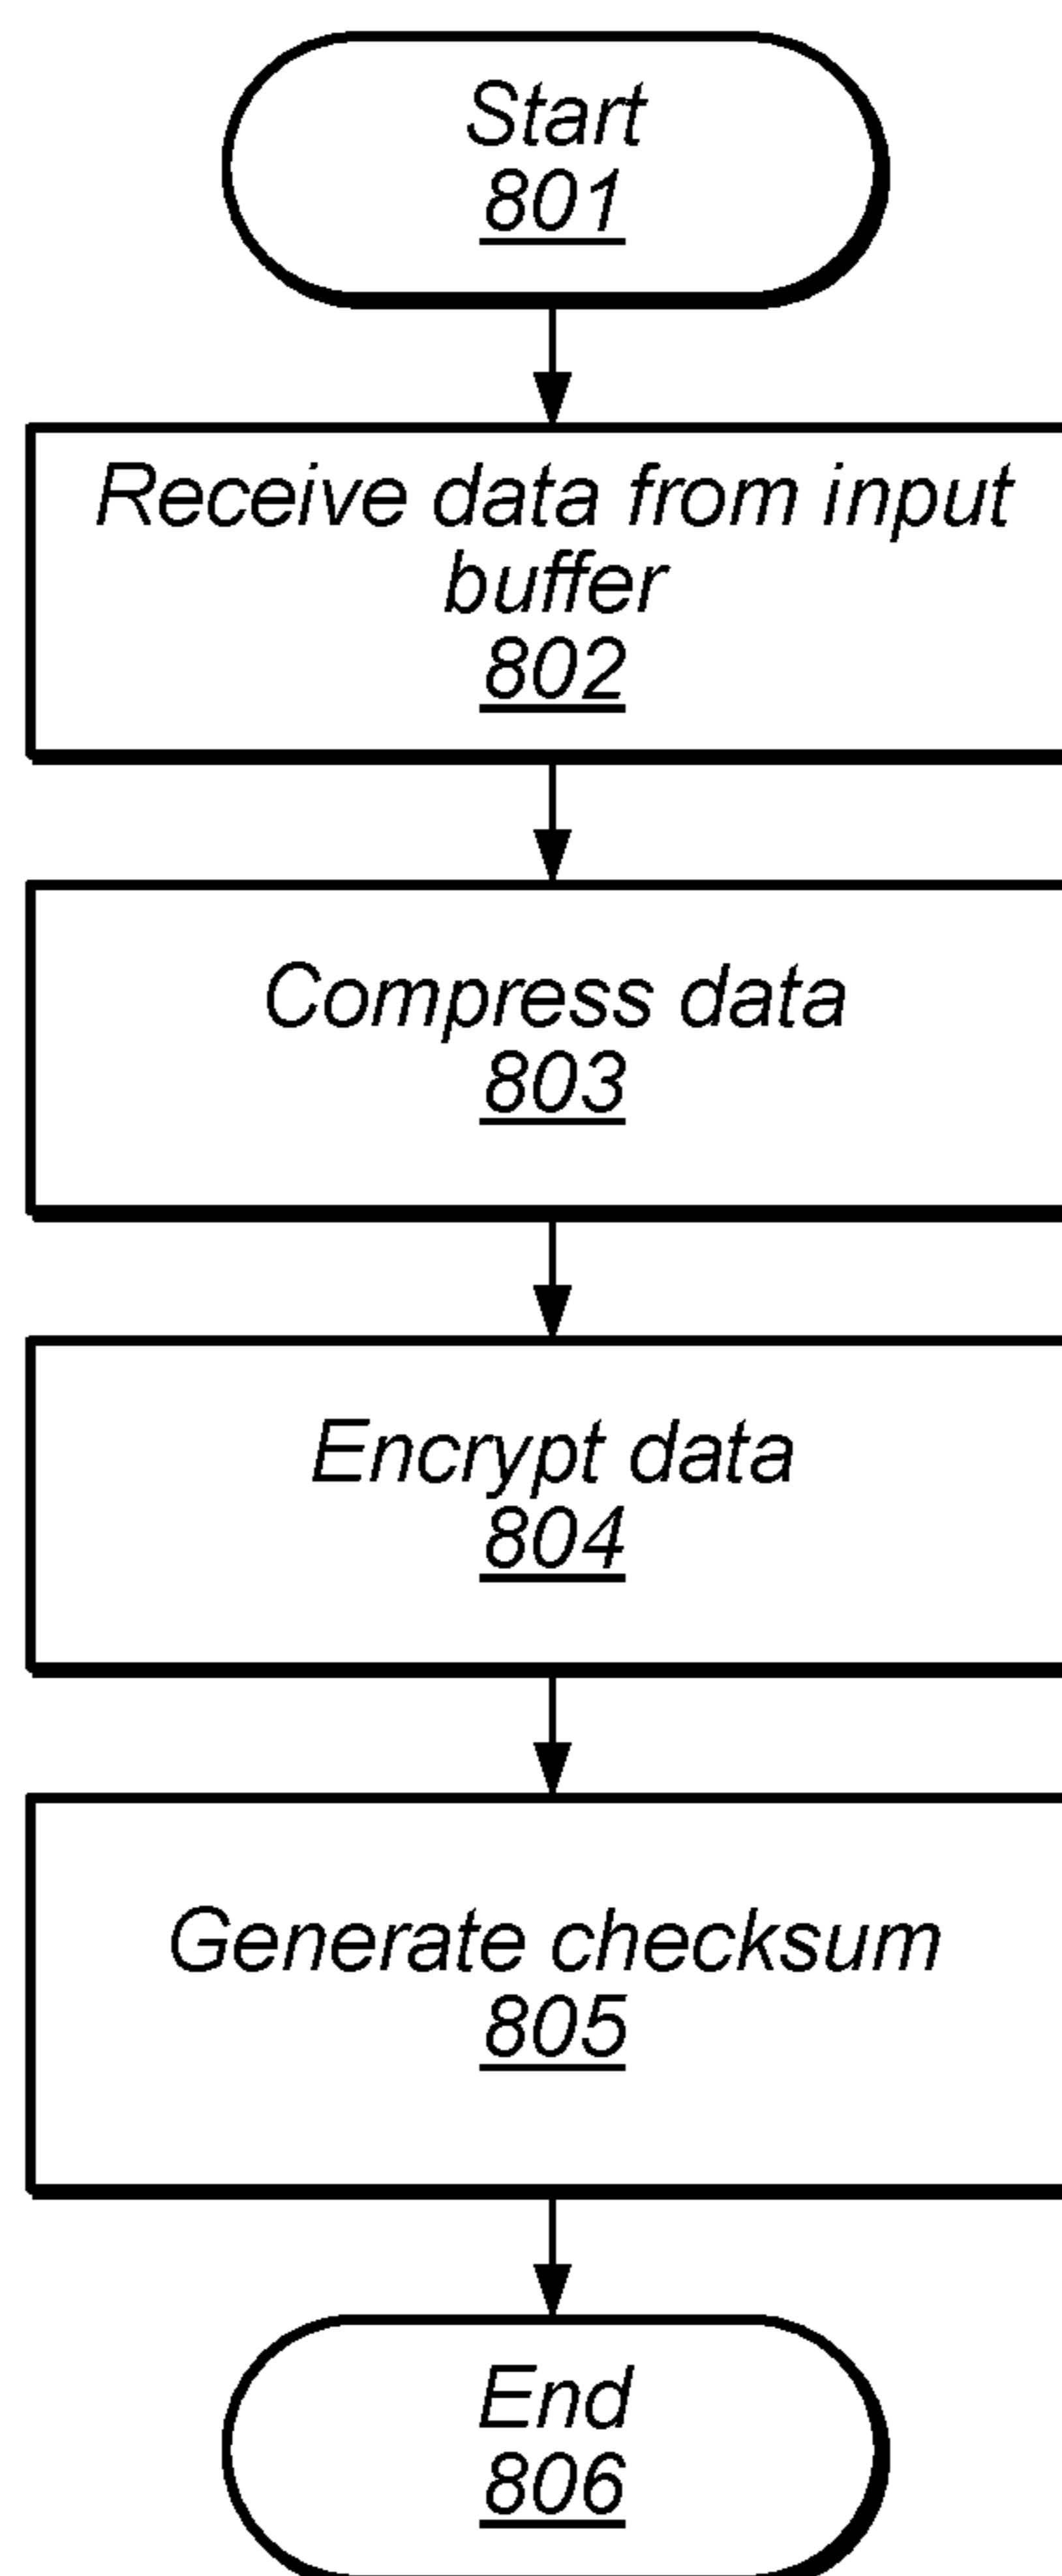 Start
801
Receive data from input
buffer
802
Compress data
803
Encrypt data
804
Generate checksum
805
End
806